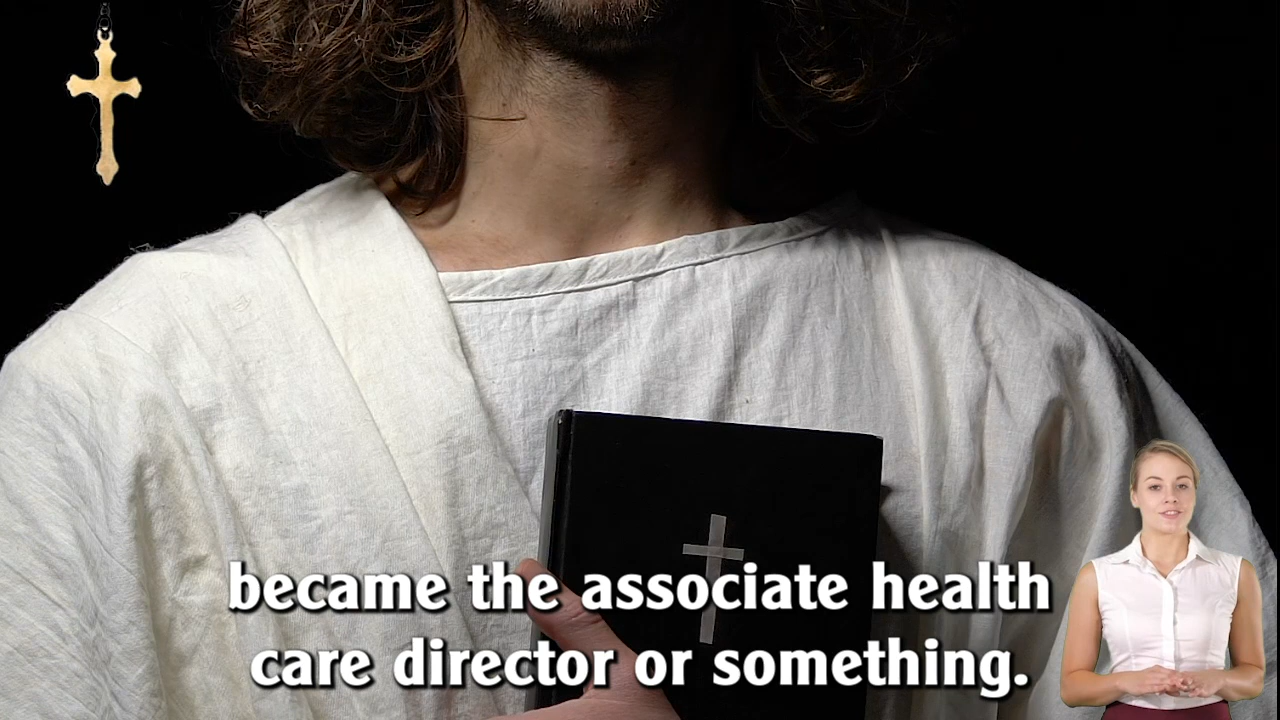 became the associate health
care director or something.